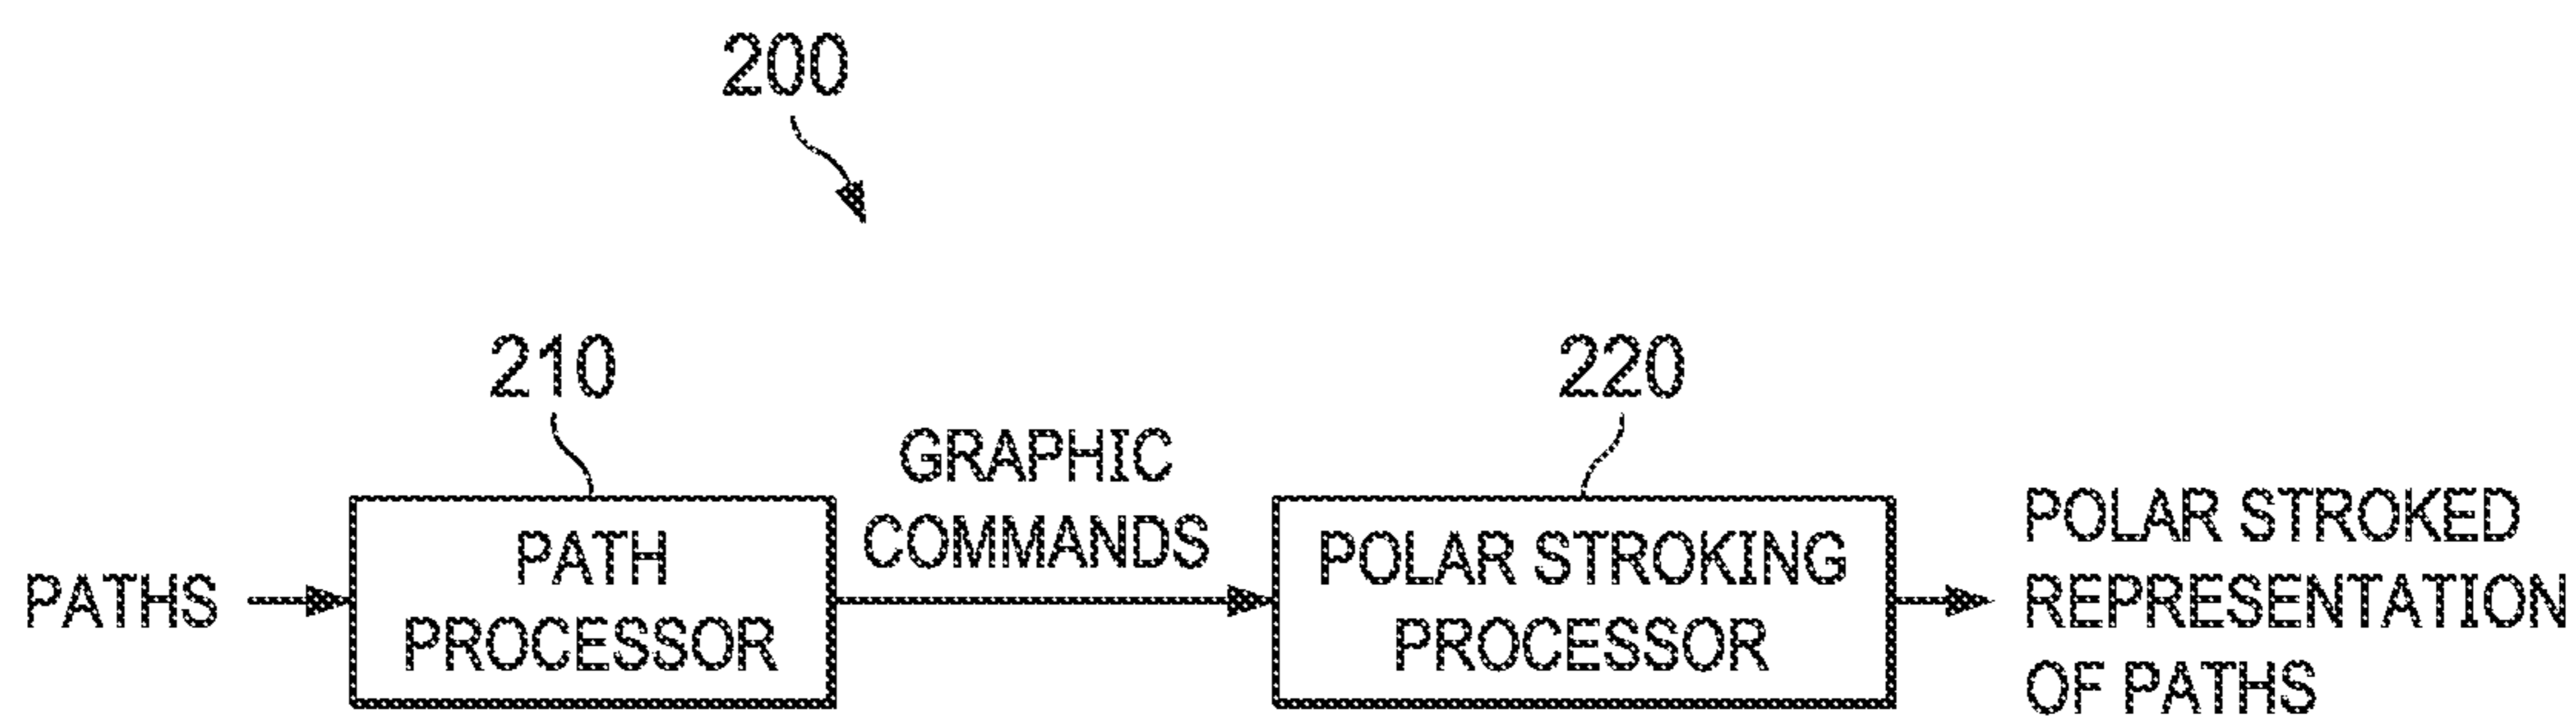 200
210
220
GRAPHIC
COMMANDS
PATHS
PATH
PROCESSOR
POLAR STROKING
PROCESSOR
POLAR STROKED
REPRESENTATION
OF PATHS